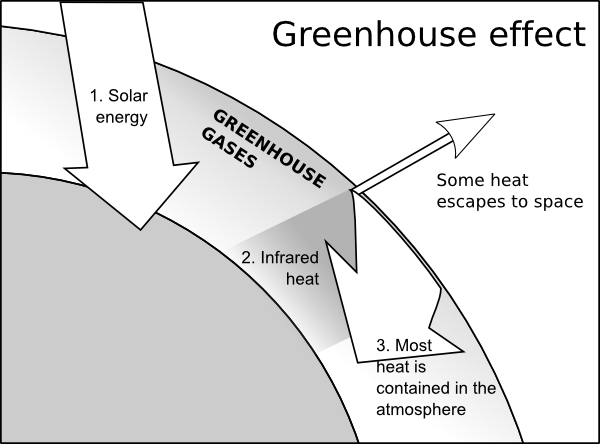 Greenhouse effect
1. Solar
energy
GREENHOUSE
GASES
Some heat
escapes to space
2. Infrared
heat
3. Most
heat is
contained in the
atmosphere